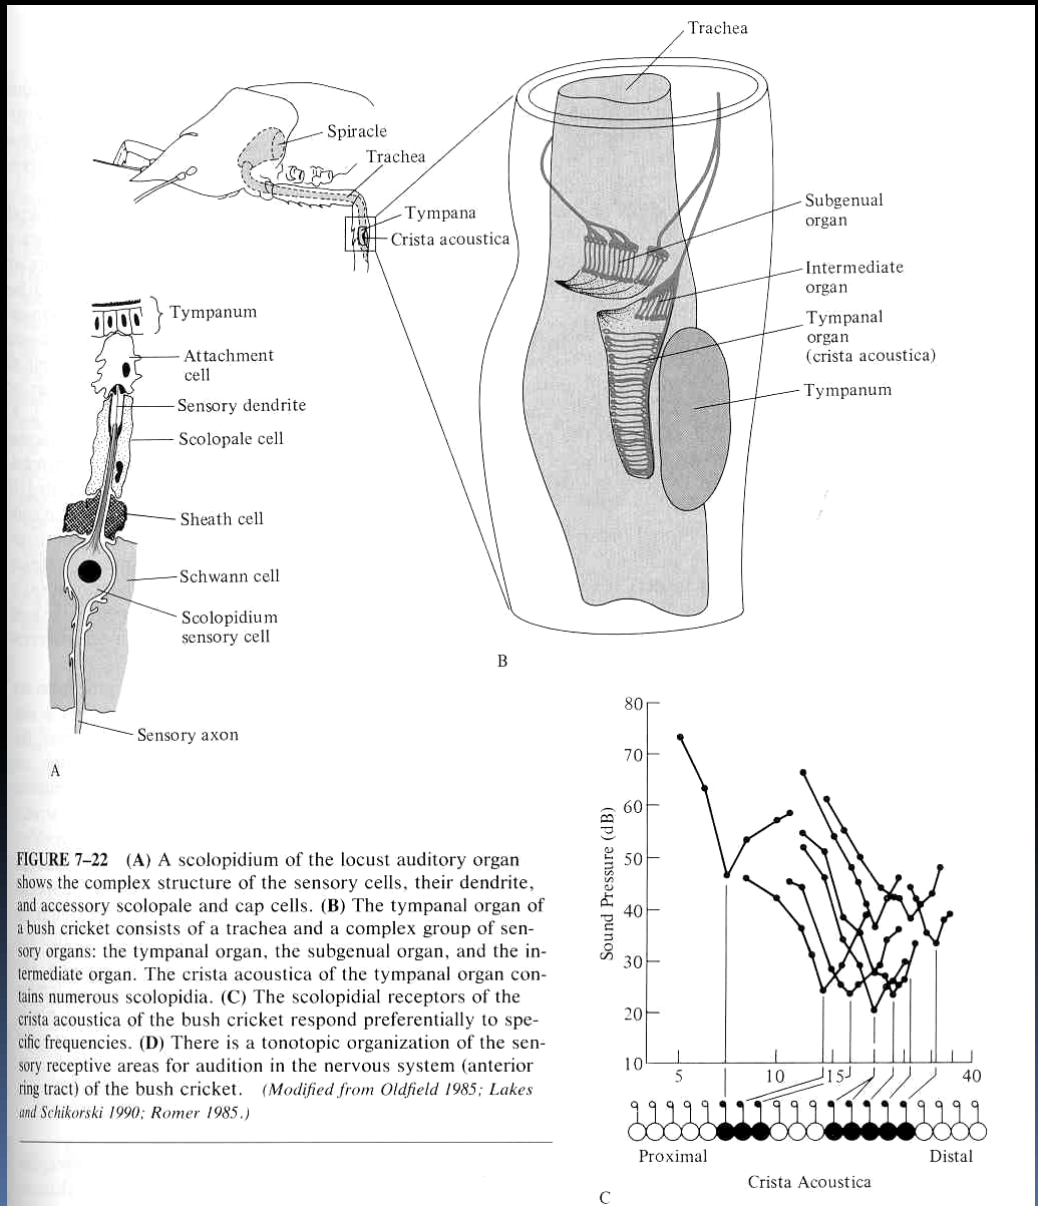 Trachea
Spiracle
Trachea
Tympana
Crista acoustica
Subgenual
organ
Intermediate
organ
Tympanal
organ
(crista acoustica)
Tympanum
B
Tympanum
Attachment
cell
Sensory dendrite
Scolopale cell
Sheath cell
Schwann cell
Scolopidium
sensory cell
Sensory axon
A
FIGURE 7–22 (A) A scolopidium of the locust auditory organ
shows the complex structure of the sensory cells, their dendrite,
and accessory scolopale and cap cells. (B) The tympanal organ of
a bush cricket consists of a trachea and a complex group of sen-
sory organs: the tympanal organ, the subgenual organ, and the in-
termediate organ. The crista acoustica of the tympanal organ con-
tains numerous scolopidia. (C) The scolopidial receptors of the
crista acoustica of the bush cricket respond preferentially to spe-
cific frequencies. (D) There is a tonotopic organization of the sen-
sory receptive areas for audition in the nervous system (anterior
ring tract) of the bush cricket. (Modified from Oldfield 1985; Lakes
and Schikorski 1990; Romer 1985.)
Sound Pressure (dB)
80
70
60
50
40
30
20
10
5 10 15 40
Proximal Distal
Crista Acoustica
C